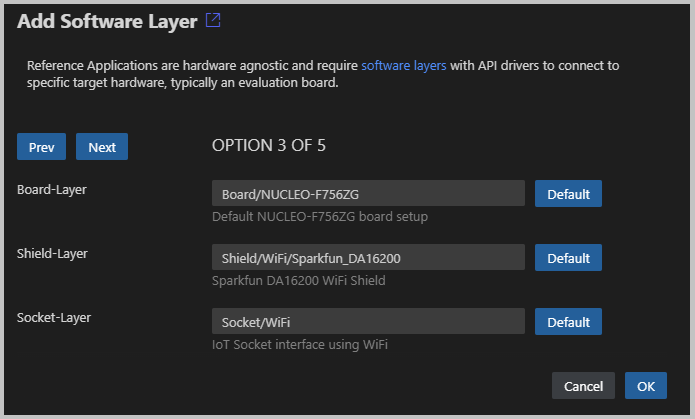 Add Software Layer
Reference Applications are hardware agnostic and require software layers with API drivers to connect to
specific target hardware, typically an evaluation board.
Prev Next OPTION 3 OF 5
Board-Layer Board/NUCLEO-F756ZG Default
Default NUCLEO-F756ZG board setup
Shield-Layer Shield/WiFi/Sparkfun_DA16200 Default
Sparkfun DA16200 WiFi Shield
Socket-Layer Socket/WiFi Default
IoT Socket interface using WiFi
Cancel OK